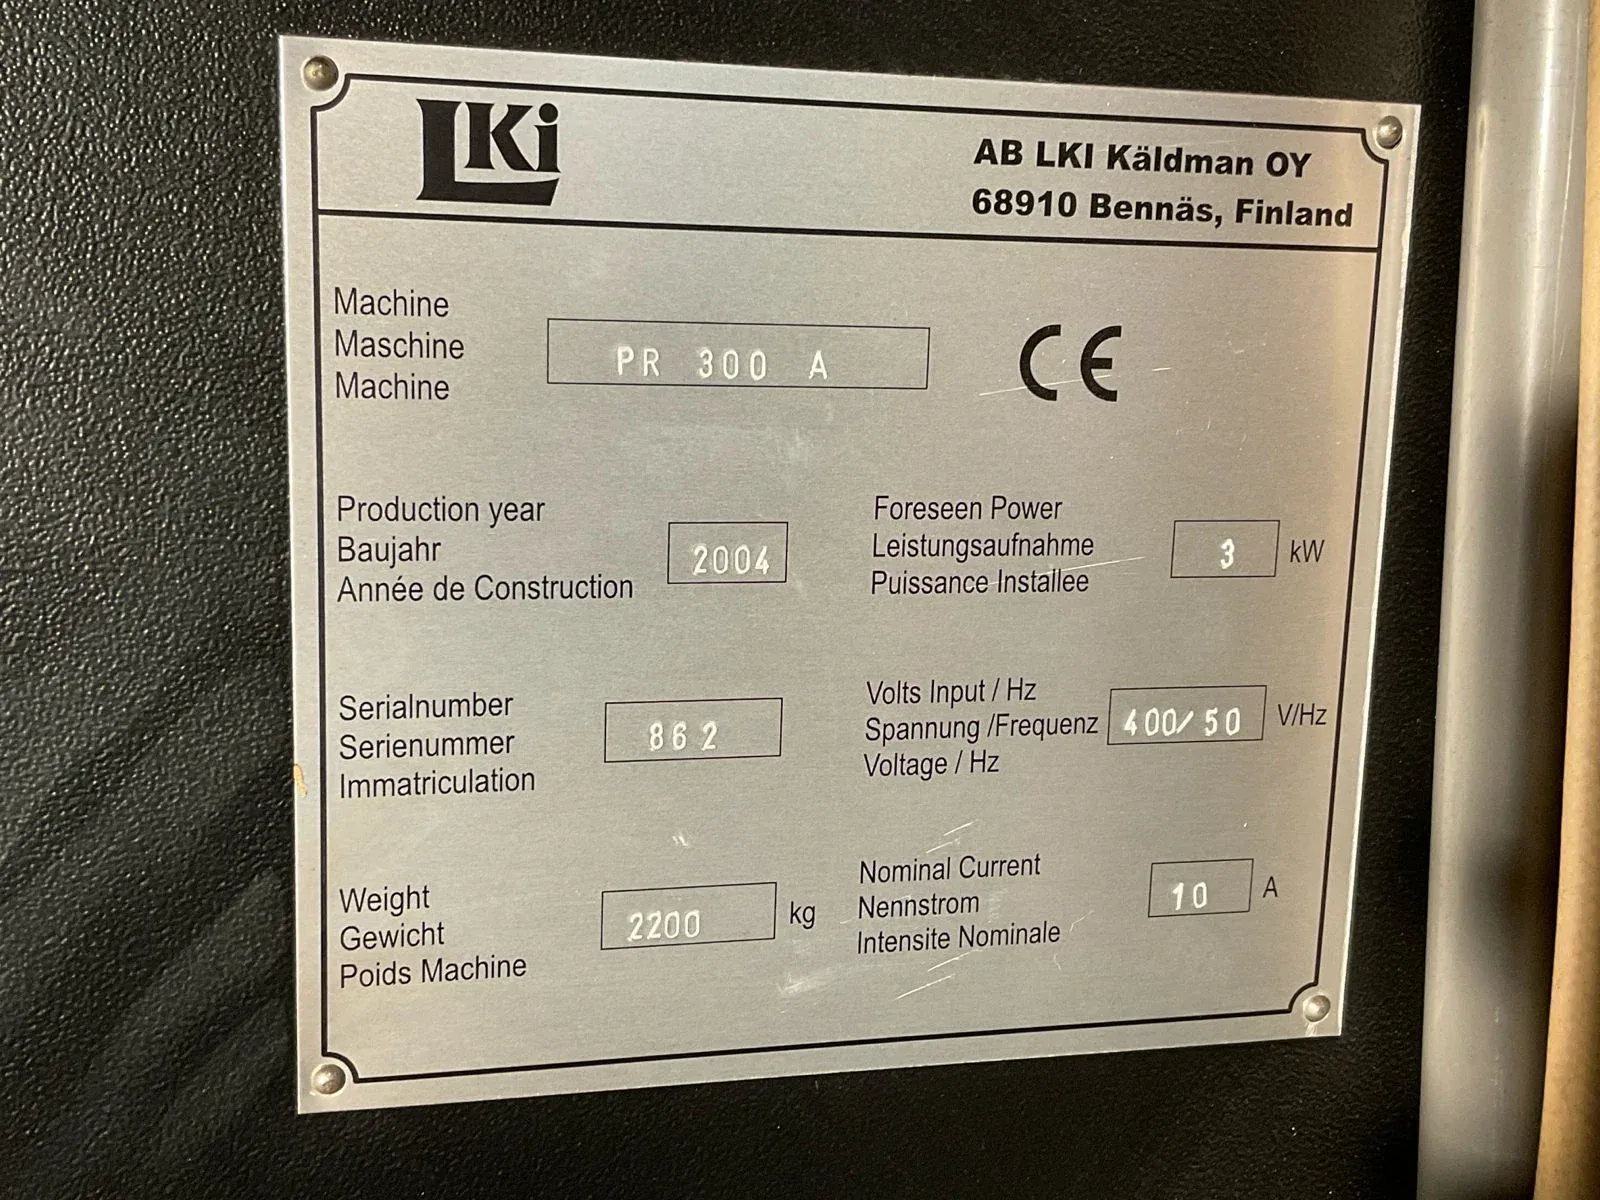 LKi
AB LKI Käldman OY
68910 Bennäs, Finland
Machine
Maschine
Machine
PR 300 A
CE
Production year
Baujahr
Année de Construction
2004
Foreseen Power
Leistungsaufnahme
Puissance Installee
3 kW
Serialnumber
Serienummer
Immatriculation
862
Volts Input / Hz
Spannung /Frequenz
Voltage / Hz
400/50 V/Hz
Weight
Gewicht
Poids Machine
2200 kg
Nominal Current
Nennstrom
Intensite Nominale
10 A